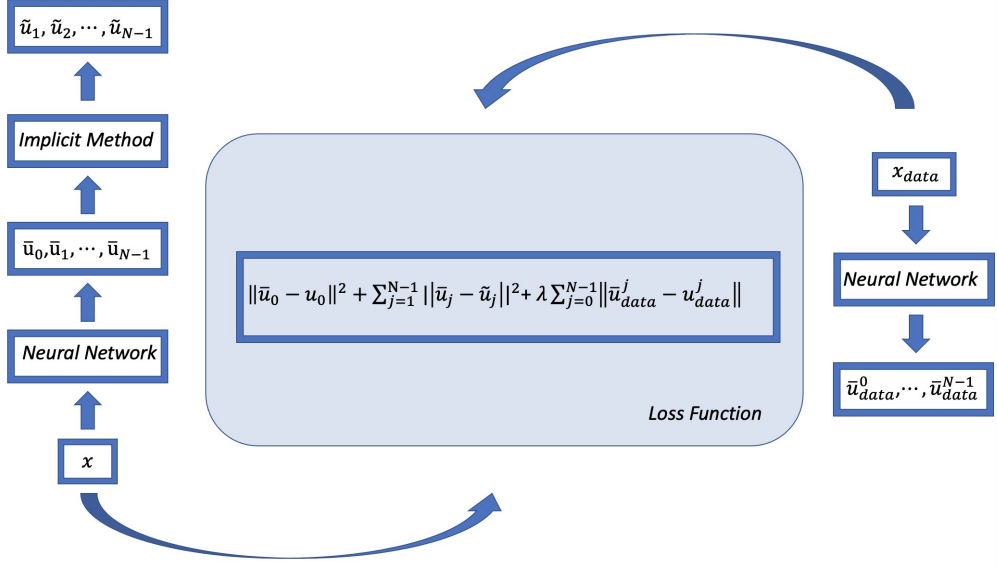 ũ₁, ũ₂, ⋯, ũ_{N−1}
Implicit Method
ū₀,ū₁, ⋯, ū_{N−1}
Neural Network
x
‖ū₀ − u₀‖² + ∑_{j=1}^{N−1} ||ū_j − ũ_j||²+ λ ∑_{j=0}^{N−1}‖ū_{data}^{j} − u_{data}^{j}‖
Loss Function
x_{data}
Neural Network
ū_{data}^{0},⋯, ū_{data}^{N−1}